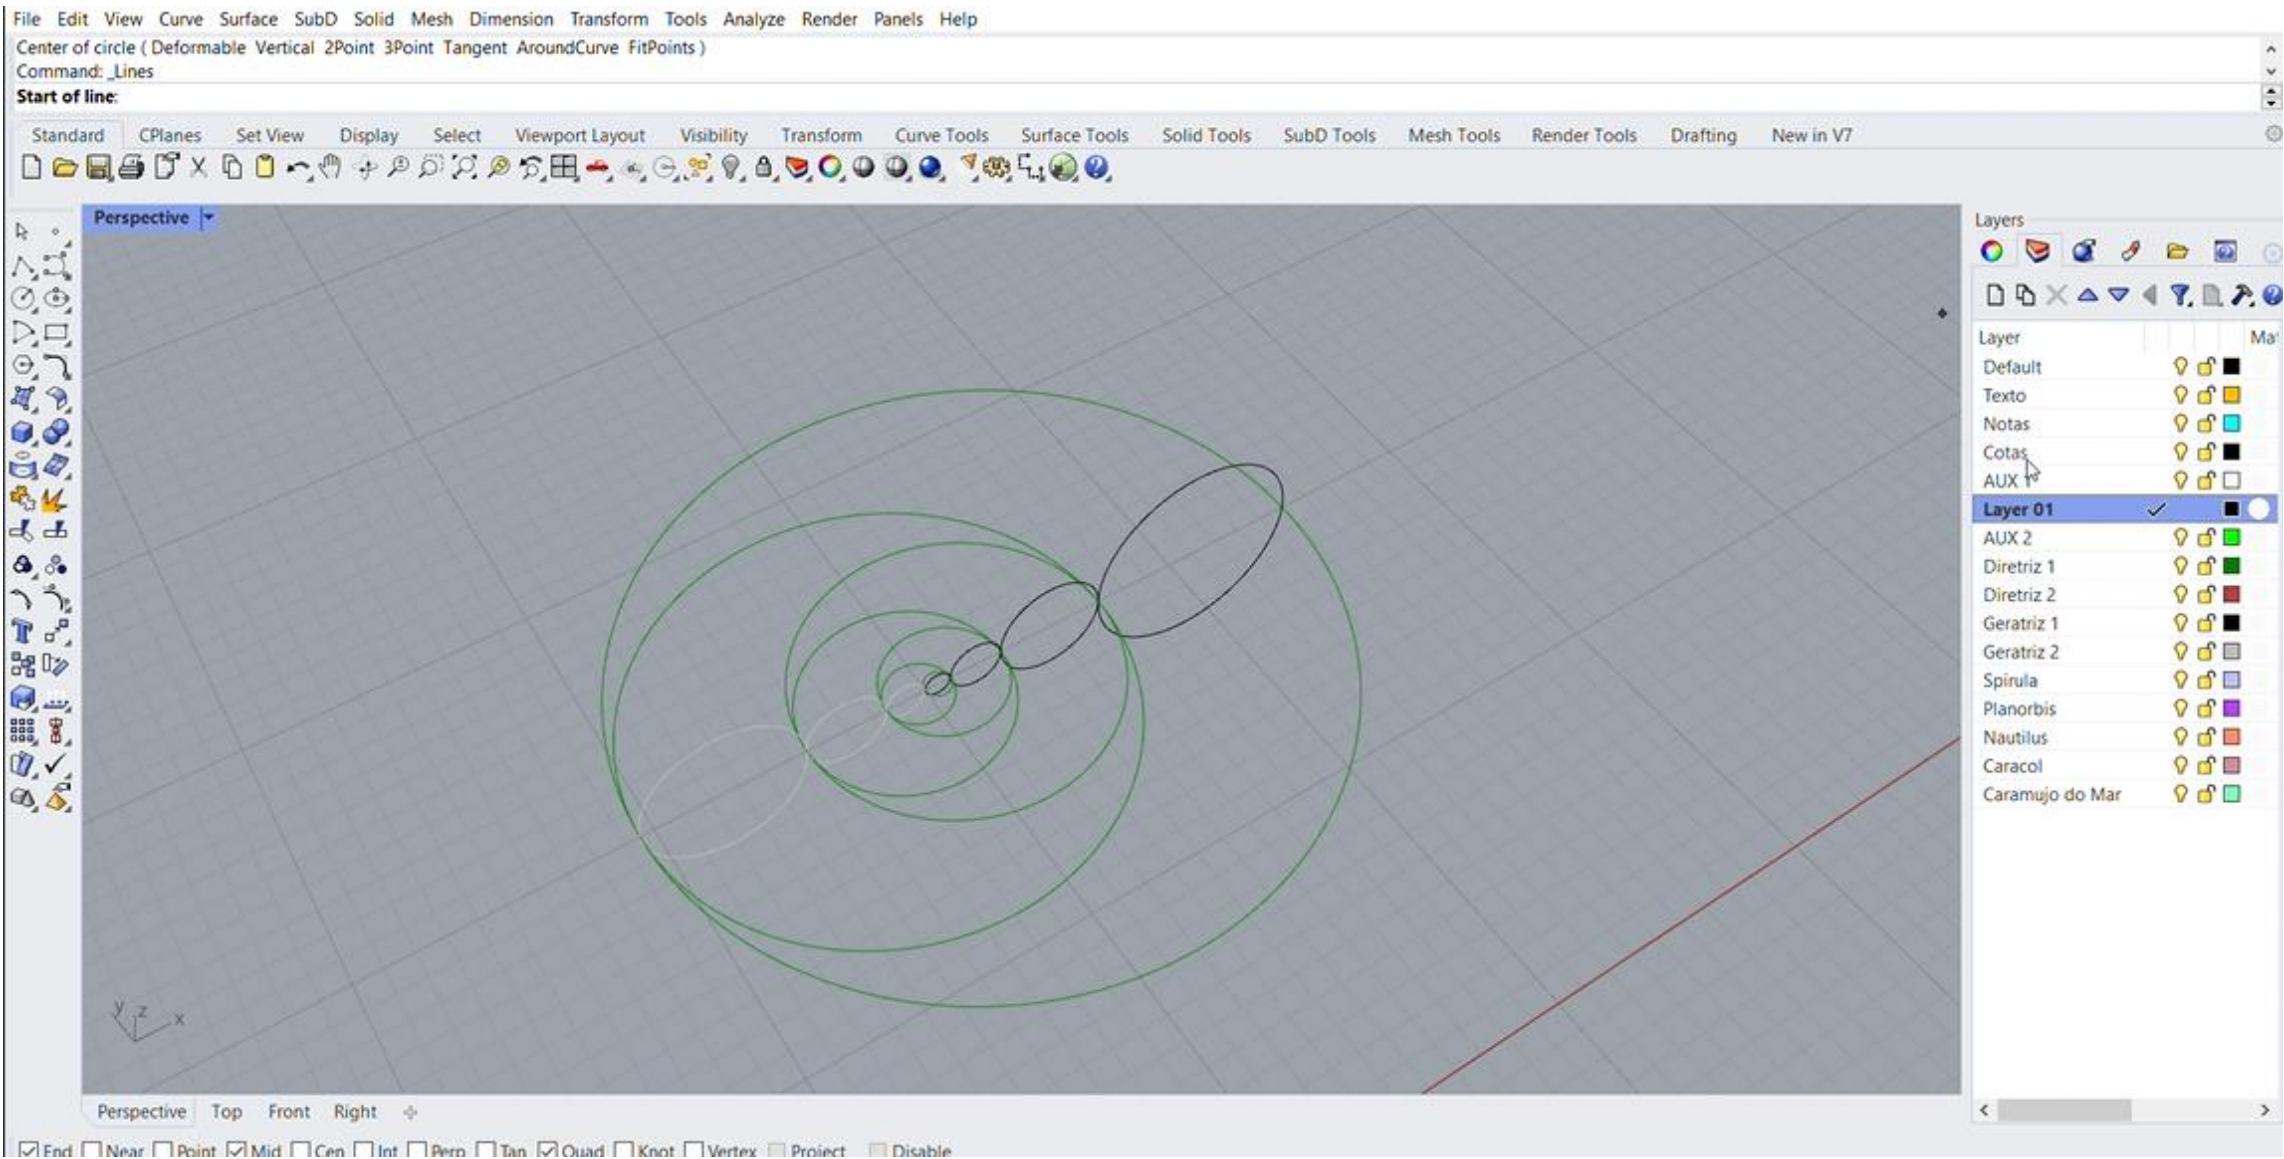 File Edit View Curve Surface SubD Solid Mesh Dimension Transform Tools Analyze Render Panels Help
Center of circle ( Deformable Vertical 2Point 3Point Tangent AroundCurve FitPoints )
Command: _Lines
Start of line:
Standard CPlanes Set View Display Select Viewport Layout Visibility Transform Curve Tools Surface Tools Solid Tools SubD Tools Mesh Tools Render Tools Drafting New in V7
Perspective
Layers
Layer
Default
Texto
Notas
Cotas
AUX 1
Layer 01
AUX 2
Diretriz 1
Diretriz 2
Geratriz 1
Geratriz 2
Spirula
Planorbis
Nautilus
Caracol
Caramujo do Mar
y z x
Perspective Top Front Right
End Near Point Mid Cen Int Perp Tan Quad Knot Vertex Project Disable